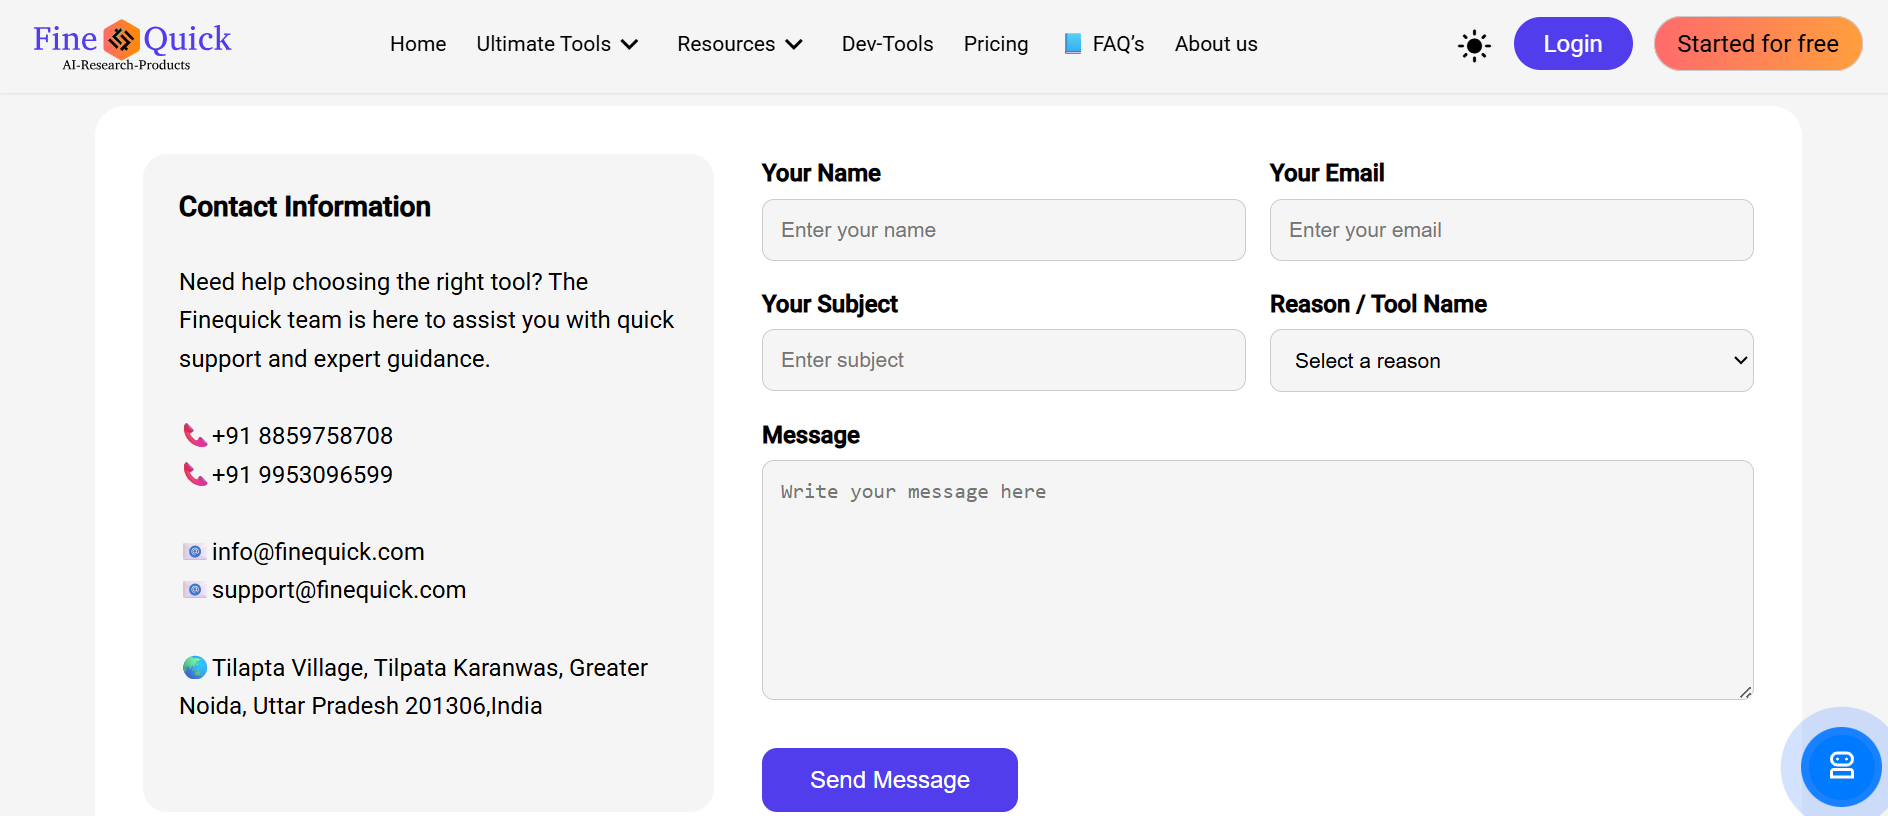 Fine Quick
AI-Research-Products
Home
Ultimate Tools
Resources
Dev-Tools
Pricing
FAQ’s
About us
Login
Started for free
Contact Information
Need help choosing the right tool? The
Finequick team is here to assist you with quick
support and expert guidance.
+91 8859758708
+91 9953096599
info@finequick.com
support@finequick.com
Tilapta Village, Tilpata Karanwas, Greater
Noida, Uttar Pradesh 201306,India
Your Name
Enter your name
Your Email
Enter your email
Your Subject
Enter subject
Reason / Tool Name
Select a reason
Message
Write your message here
Send Message